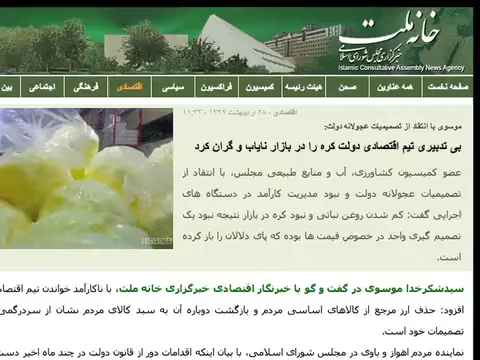 خانه ملت
خبرگزاری مجلس شورای اسلامی
Islamic Consultative Assembly News Agency
صفحه نخست همه عناوین صحن هیئت رئیسه کمیسیون فراکسیون سیاسی اقتصادی فرهنگی اجتماعی بین
اقتصادی - ۲۸ اردیبهشت ۱۳۹۲ -
موسوی با انتقاد از تصمیمات عجولانه دولت:
بی تدبیری تیم اقتصادی دولت کره را در بازار نایاب و گران کرد
عضو کمیسیون کشاورزی، آب و منابع طبیعی مجلس، با انتقاد از
تصمیمات عجولانه دولت و نبود مدیریت کارآمد در دستگاه های
اجرایی گفت: کم شدن روغن نباتی و نبود کره در بازار نتیجه نبود یک
تصمیم گیری واحد در خصوص قیمت ها بوده که پای دلالان را باز کرده
است.
سیدشکرخدا موسوی در گفت و گو با خبرنگار اقتصادی خبرگزاری خانه ملت، با ناکارآمد خواندن تیم اقتصاد
افزود: حذف ارز مرجع از کالاهای اساسی مردم و بازگشت دوباره آن به سبد کالای مردم نشان از سردرگمی
تصمیمات خود است.
نماینده مردم اهواز و باوی در مجلس شورای اسلامی، با بیان اینکه اقدامات دور از قانون دولت در چند ماه اخیر دست